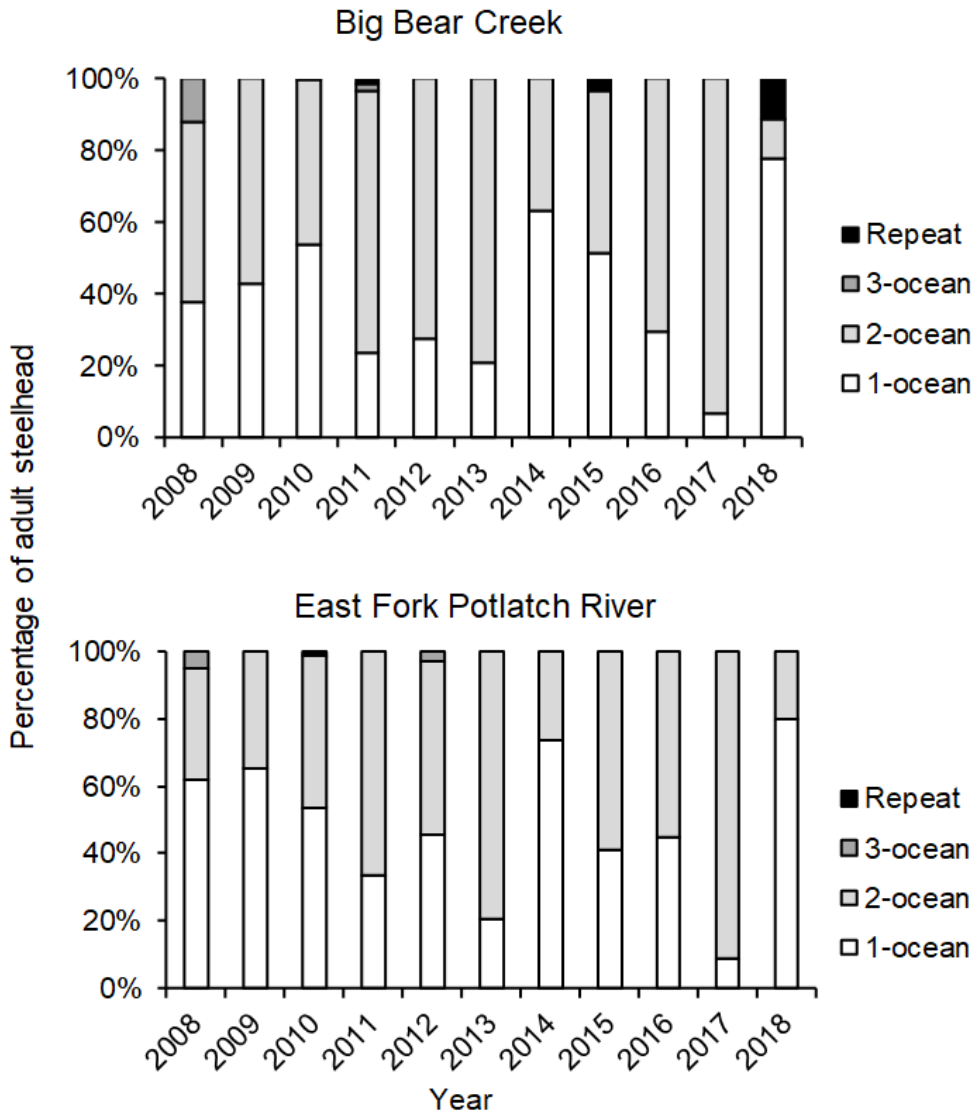 Big Bear Creek
100%
80%
60%
40%
20%
0%
2008
2009
2010
2011
2012
2013
2014
2015
2016
2017
2018
Repeat
3-ocean
2-ocean
1-ocean
Percentage of adult steelhead
East Fork Potlatch River
100%
80%
60%
40%
20%
0%
2008
2009
2010
2011
2012
2013
2014
2015
2016
2017
2018
Repeat
3-ocean
2-ocean
1-ocean
Year